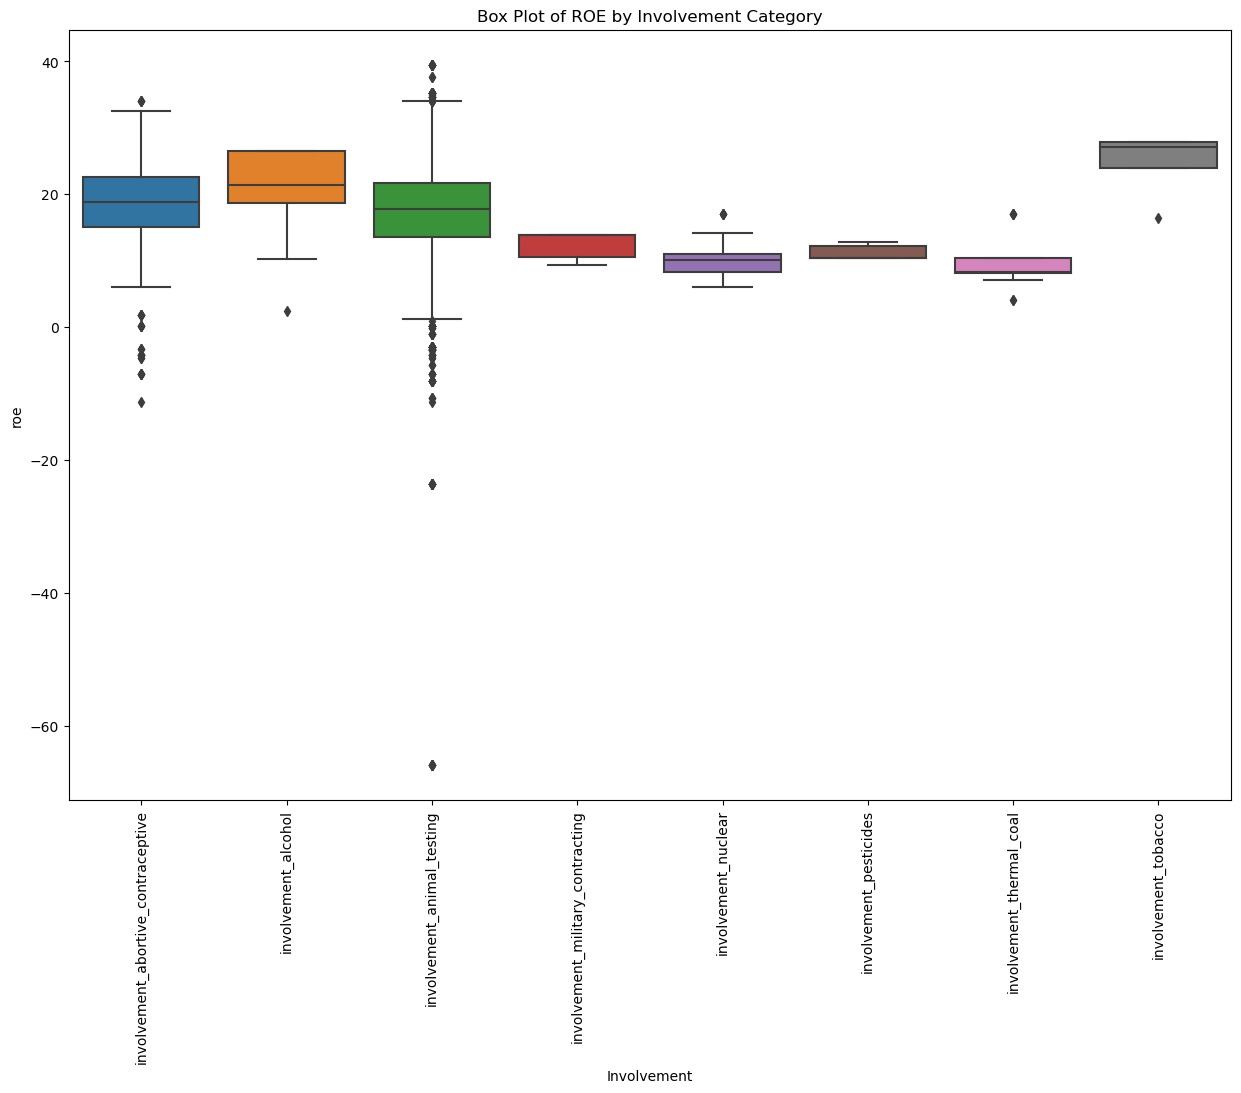 Box Plot of ROE by Involvement Category
40
20
0
−20
−40
−60
roe
involvement_abortive_contraceptive
involvement_alcohol
involvement_animal_testing
involvement_military_contracting
involvement_nuclear
involvement_pesticides
involvement_thermal_coal
involvement_tobacco
Involvement